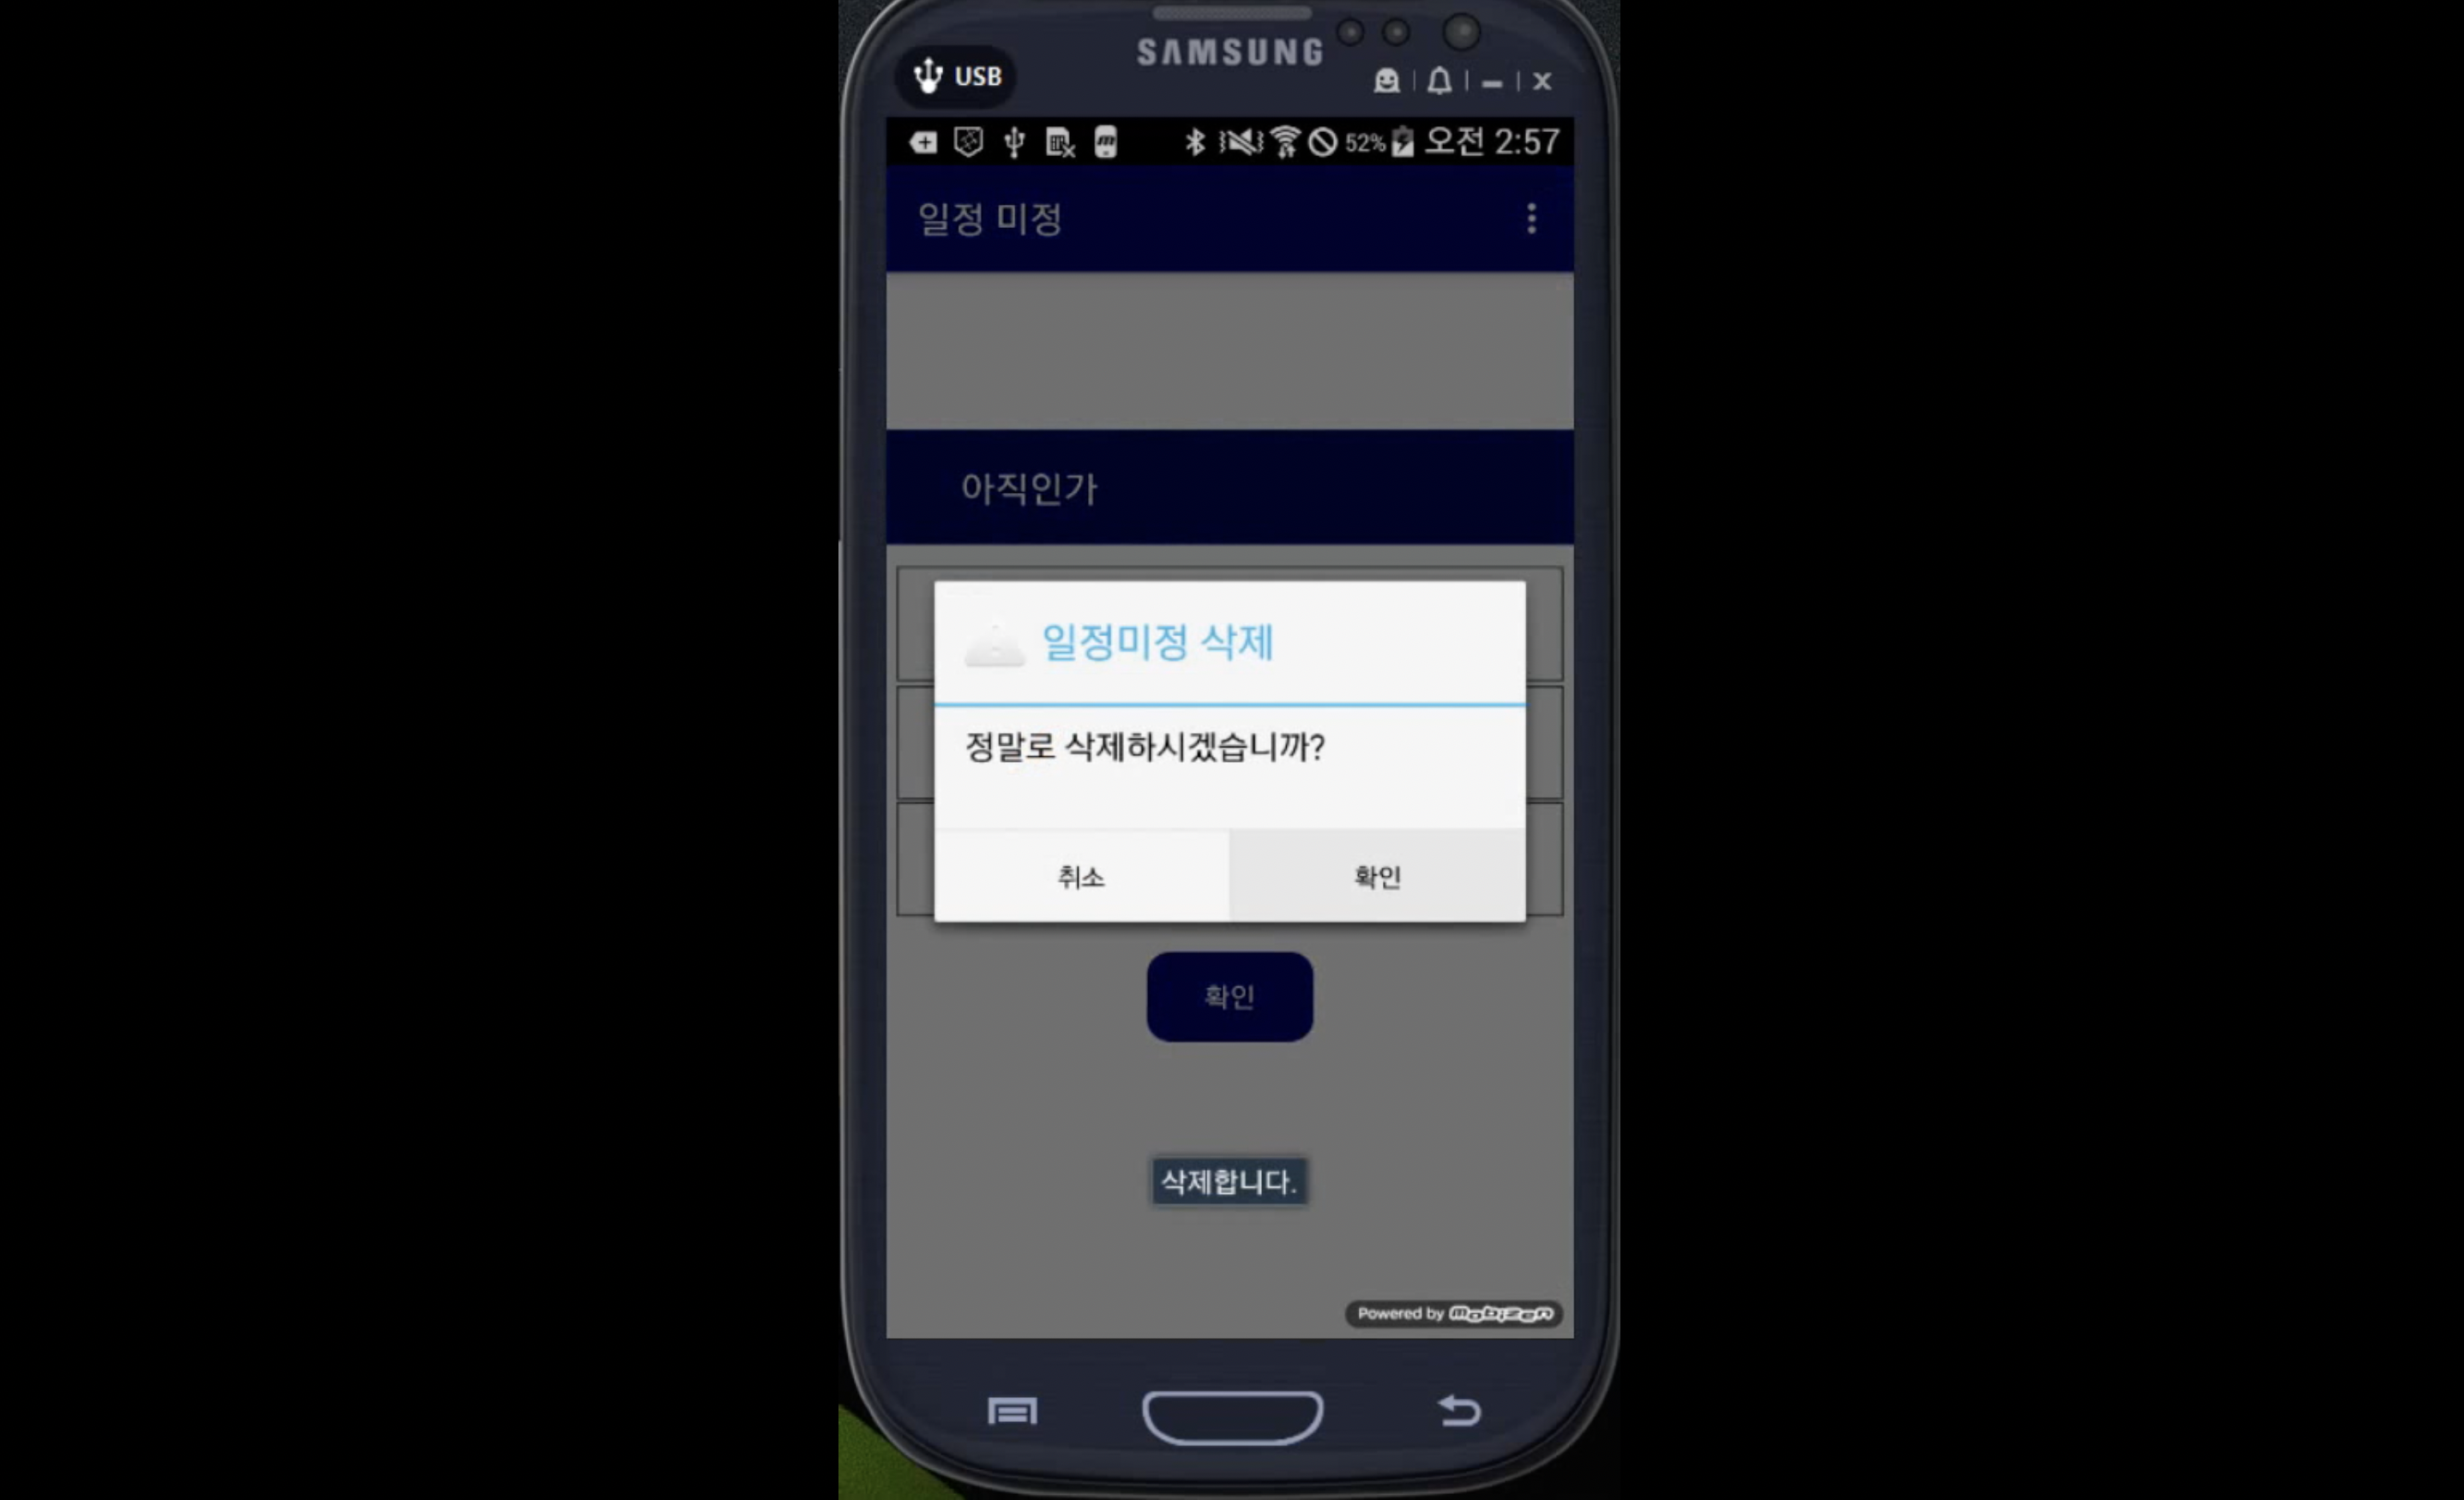 SAMSUNG
USB
52% 오전 2:57
일정 미정
아직인가
일정미정 삭제
정말로 삭제하시겠습니까?
취소 확인
확인
삭제합니다.
Powered by mobizen